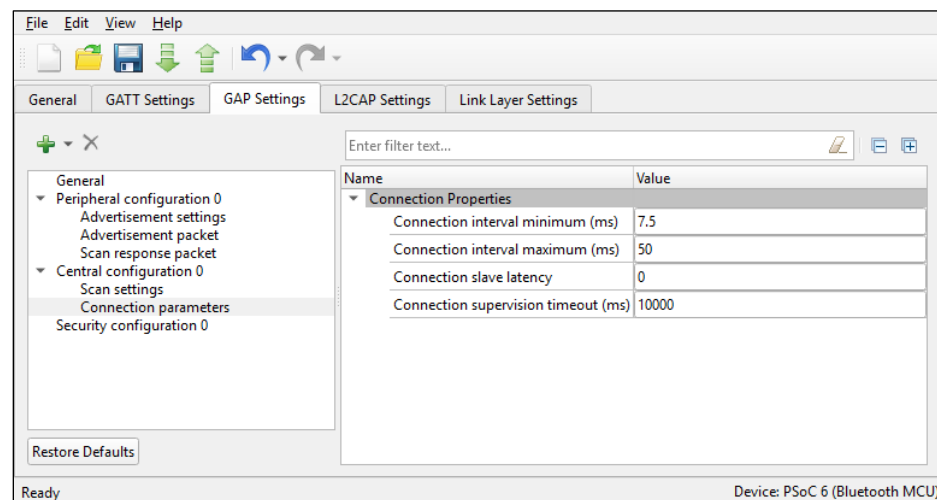 File Edit View Help
General GATT Settings GAP Settings L2CAP Settings Link Layer Settings
Enter filter text...
General
Peripheral configuration 0
Advertisement settings
Advertisement packet
Scan response packet
Central configuration 0
Scan settings
Connection parameters
Security configuration 0
Restore Defaults
Name Value
Connection Properties
Connection interval minimum (ms) 7.5
Connection interval maximum (ms) 50
Connection slave latency 0
Connection supervision timeout (ms) 10000
Ready Device: PSoC 6 (Bluetooth MCU)